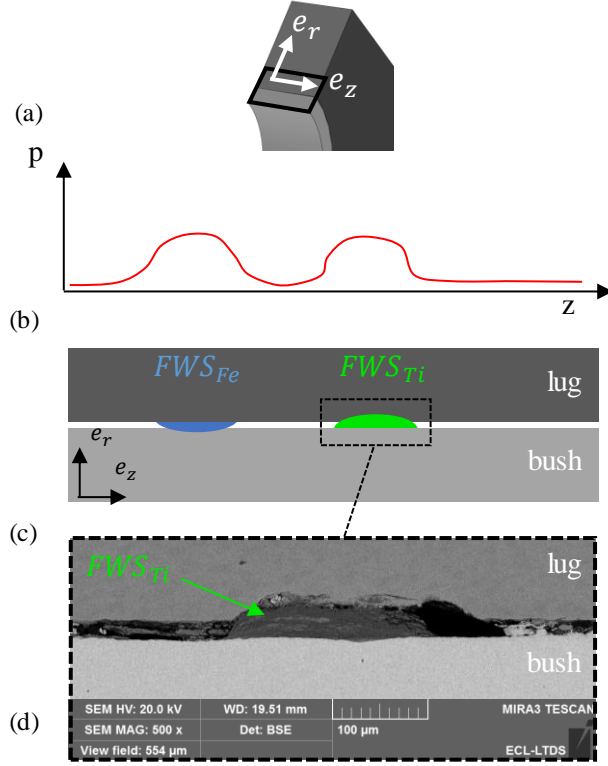 e_r
e_z
(a)
p
z
(b)
FWS_Fe
FWS_Ti
lug
e_r
e_z
bush
(c)
FWS_Ti
lug
bush
SEM HV: 20.0 kV
WD: 19.51 mm
MIRA3 TESCAN
SEM MAG: 500 x
Det: BSE
100 µm
View field: 554 µm
ECL-LTDS
(d)